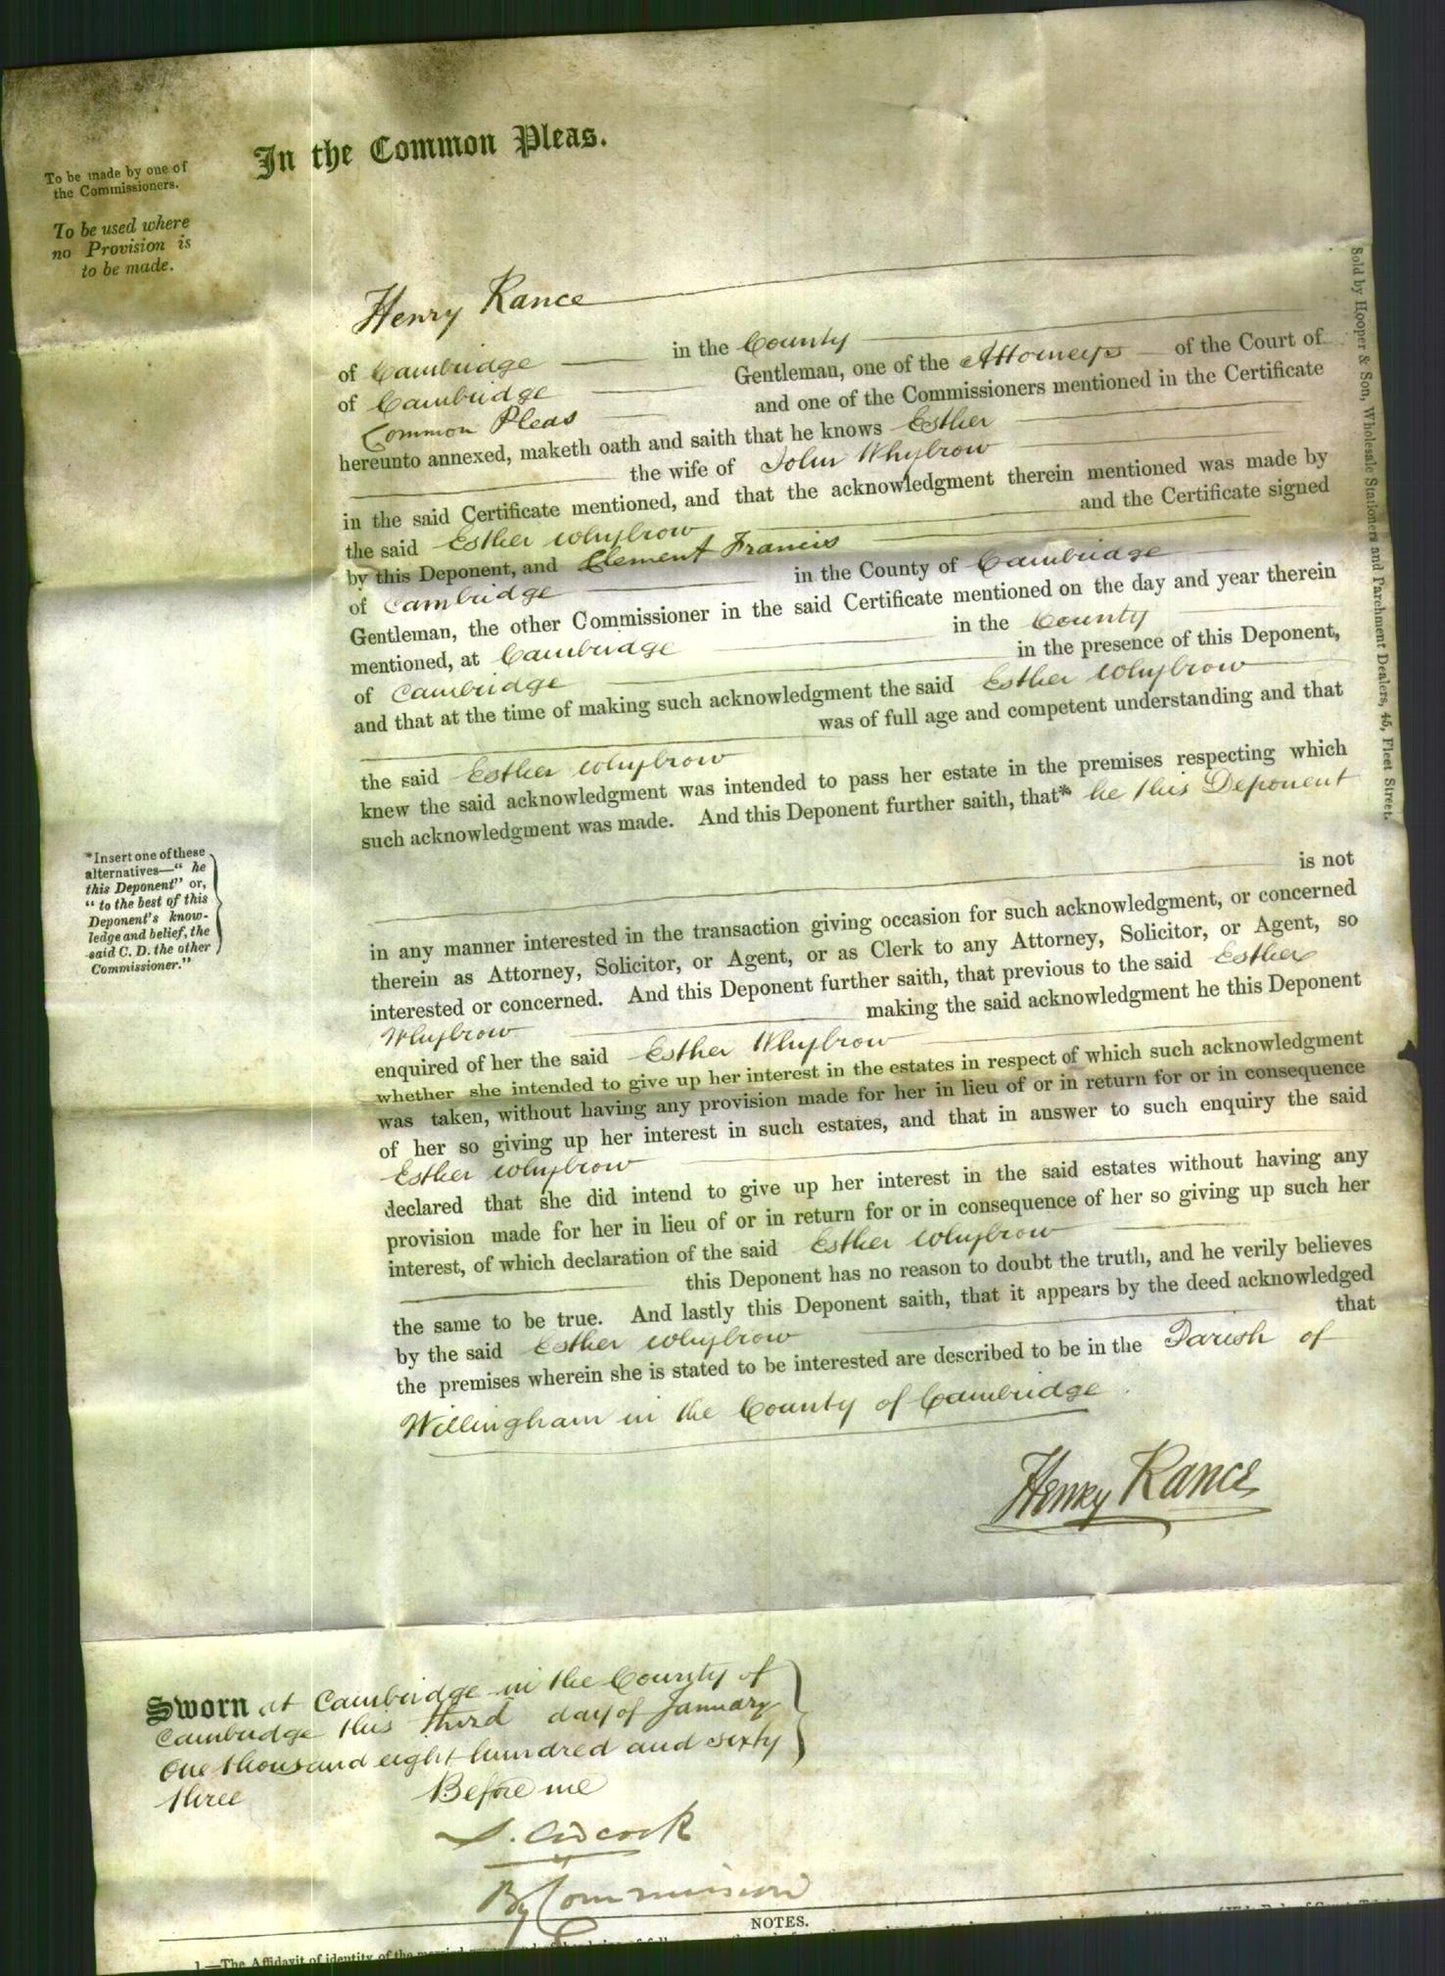 In the Common Pleas.
To be made by one of
the Commissioners.
To be used where
no Provision is
to be made.
Henry Rance
of Cambridge in the County
of Cambridge Gentleman, one of the Attorneys of the Court of
Common Pleas and one of the Commissioners mentioned in the Certificate
hereunto annexed, maketh oath and saith that he knows Esther
the wife of John Whybrow
in the said Certificate mentioned, and that the acknowledgment therein mentioned was made by
the said Esther Whybrow and the Certificate signed
by this Deponent, and Clement Francis
of Cambridge in the County of Cambridge
Gentleman, the other Commissioner in the said Certificate mentioned on the day and year therein
mentioned, at Cambridge in the County
of Cambridge in the presence of this Deponent,
and that at the time of making such acknowledgment the said Esther Whybrow
was of full age and competent understanding and that
the said Esther Whybrow
knew the said acknowledgment was intended to pass her estate in the premises respecting which
such acknowledgment was made. And this Deponent further saith, that* he this Deponent
is not
in any manner interested in the transaction giving occasion for such acknowledgment, or concerned
therein as Attorney, Solicitor, or Agent, or as Clerk to any Attorney, Solicitor, or Agent, so
interested or concerned. And this Deponent further saith, that previous to the said Esther
Whybrow making the said acknowledgment he this Deponent
enquired of her the said Esther Whybrow
whether she intended to give up her interest in the estates in respect of which such acknowledgment
was taken, without having any provision made for her in lieu of or in return for or in consequence
of her so giving up her interest in such estates, and that in answer to such enquiry the said
Esther Whybrow
declared that she did intend to give up her interest in the said estates without having any
provision made for her in lieu of or in return for or in consequence of her so giving up such her
interest, of which declaration of the said Esther Whybrow
this Deponent has no reason to doubt the truth, and he verily believes
the same to be true. And lastly this Deponent saith, that it appears by the deed acknowledged
by the said Esther Whybrow that
the premises wherein she is stated to be interested are described to be in the Parish of
Willingham in the County of Cambridge.
*Insert one of these
alternatives—"he
this Deponent" or,
"to the best of this
Deponent's know-
ledge and belief, the
said C. D. the other
Commissioner."
Sold by Hooper & Son, Wholesale Stationers and Parchment Dealers, 45, Fleet Street.
Henry Rance
Sworn at Cambridge in the County of
Cambridge this third day of January
One thousand eight hundred and sixty
three Before me
S. Adcock
By Commission
NOTES.
1.—The Affidavit of identity of the